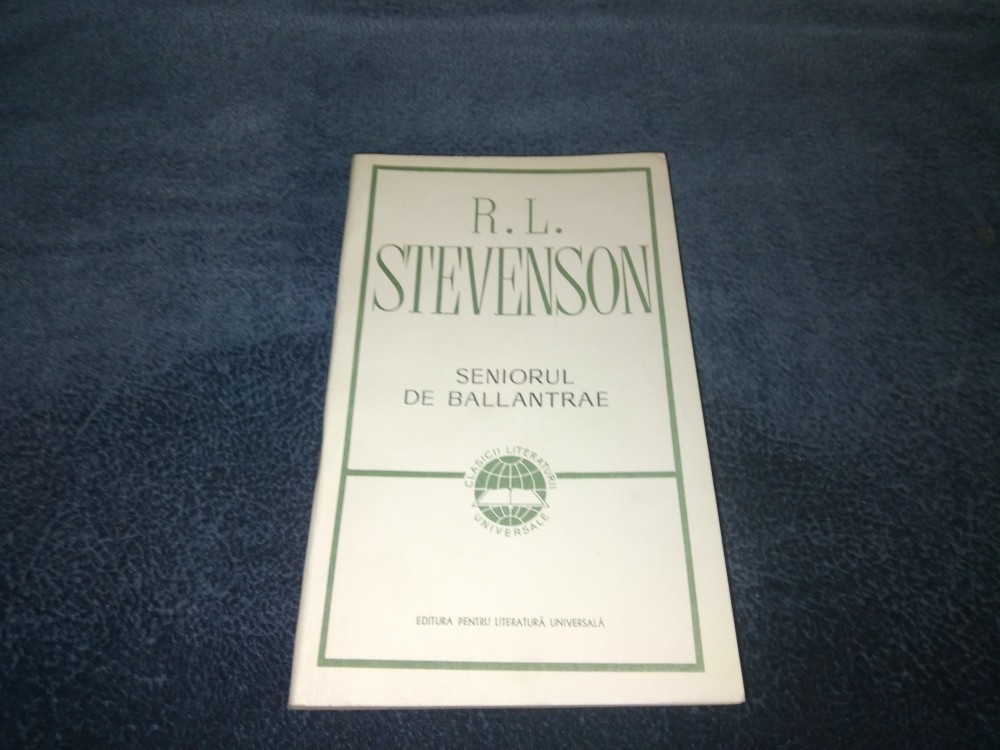 R. L.
STEVENSON
SENIORUL
DE BALLANTRAE
CLASICII LITERATURII
UNIVERSALE
EDITURA PENTRU LITERATURĂ UNIVERSALĂ